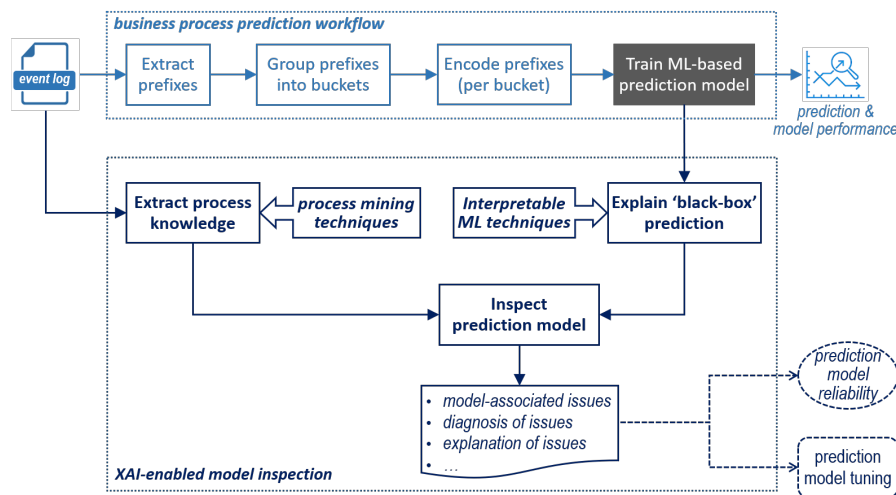 business process prediction workflow
event log
Extract
prefixes
Group prefixes
into buckets
Encode prefixes
(per bucket)
Train ML-based
prediction model
prediction &
model performance
Extract process
knowledge
process mining
techniques
Interpretable
ML techniques
Explain ‘black-box’
prediction
Inspect
prediction model
• model-associated issues
• diagnosis of issues
• explanation of issues
• ...
prediction
model
reliability
prediction
model tuning
XAI-enabled model inspection